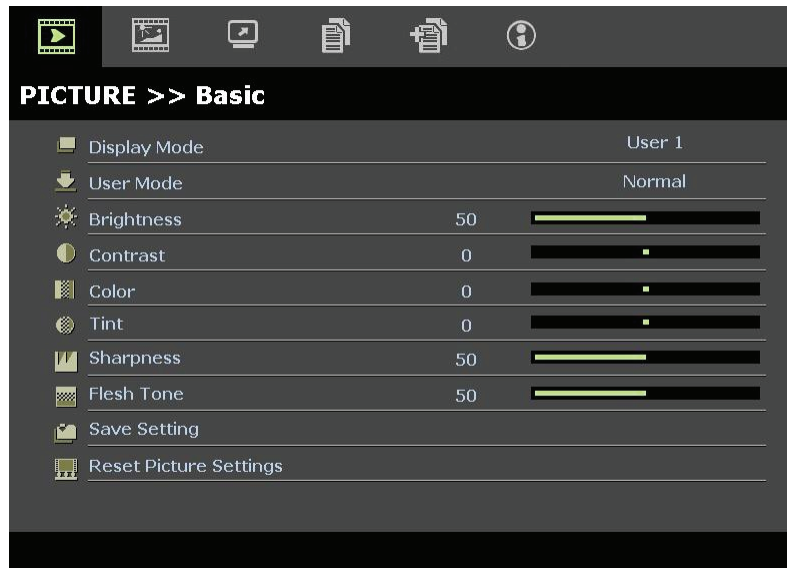 PICTURE >> Basic
Display Mode User 1
User Mode Normal
Brightness 50
Contrast 0
Color 0
Tint 0
Sharpness 50
Flesh Tone 50
Save Setting
Reset Picture Settings